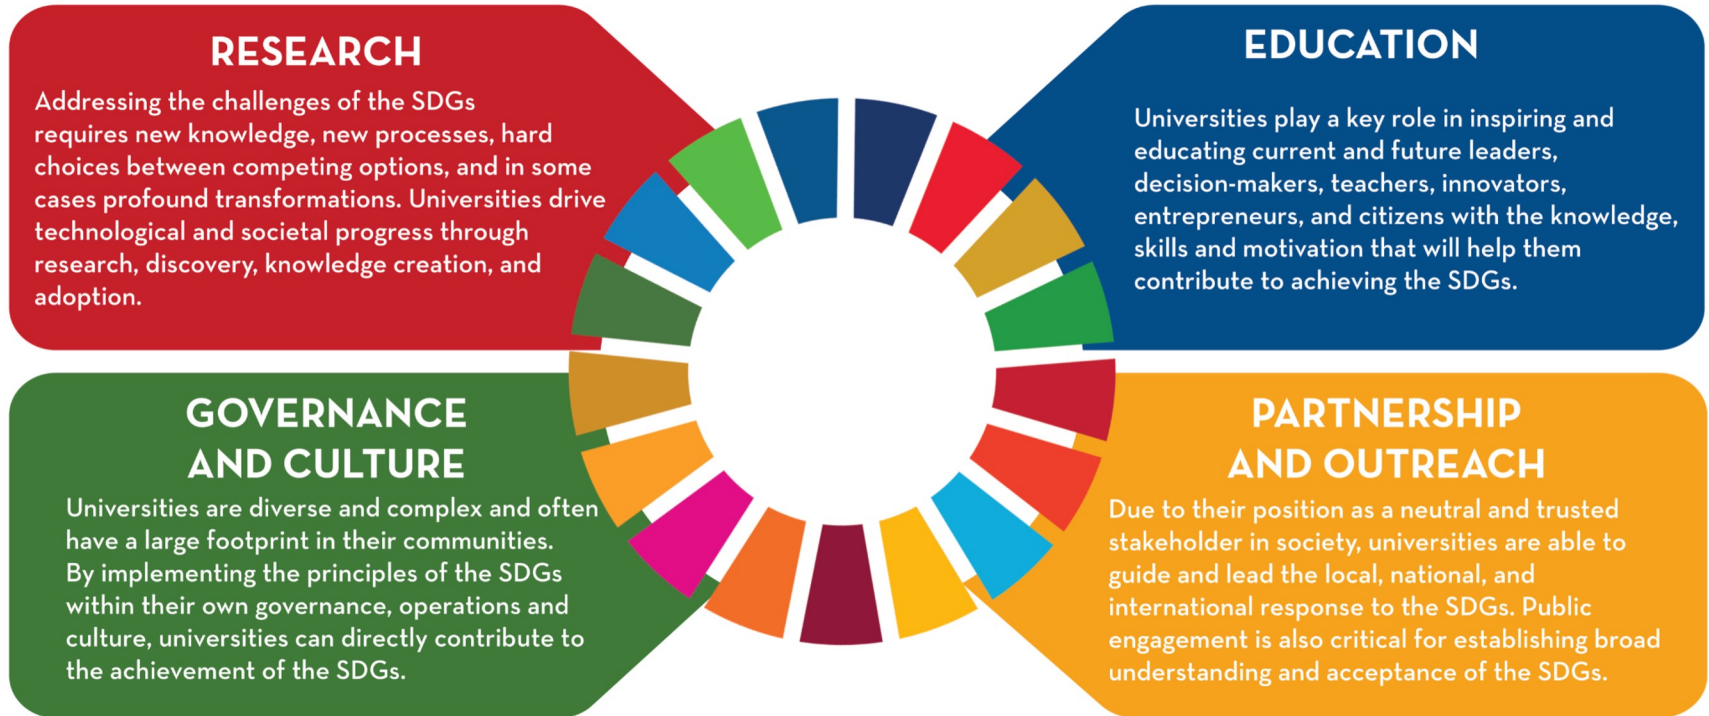 RESEARCH
Addressing the challenges of the SDGs
requires new knowledge, new processes, hard
choices between competing options, and in some
cases profound transformations. Universities drive
technological and societal progress through
research, discovery, knowledge creation, and
adoption.
EDUCATION
Universities play a key role in inspiring and
educating current and future leaders,
decision-makers, teachers, innovators,
entrepreneurs, and citizens with the knowledge,
skills and motivation that will help them
contribute to achieving the SDGs.
GOVERNANCE
AND CULTURE
Universities are diverse and complex and often
have a large footprint in their communities.
By implementing the principles of the SDGs
within their own governance, operations and
culture, universities can directly contribute to
the achievement of the SDGs.
PARTNERSHIP
AND OUTREACH
Due to their position as a neutral and trusted
stakeholder in society, universities are able to
guide and lead the local, national, and
international response to the SDGs. Public
engagement is also critical for establishing broad
understanding and acceptance of the SDGs.